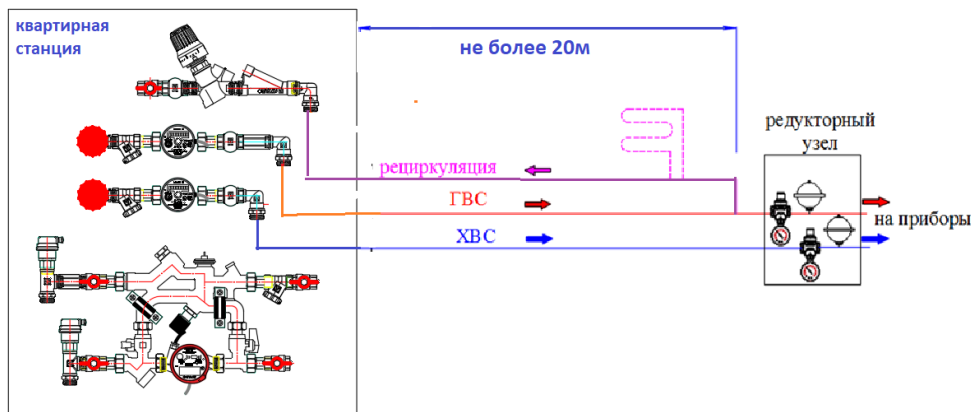 квартирная
станция
не более 20м
редукторный
узел
рециркуляция
ГВС
на приборы
ХВС